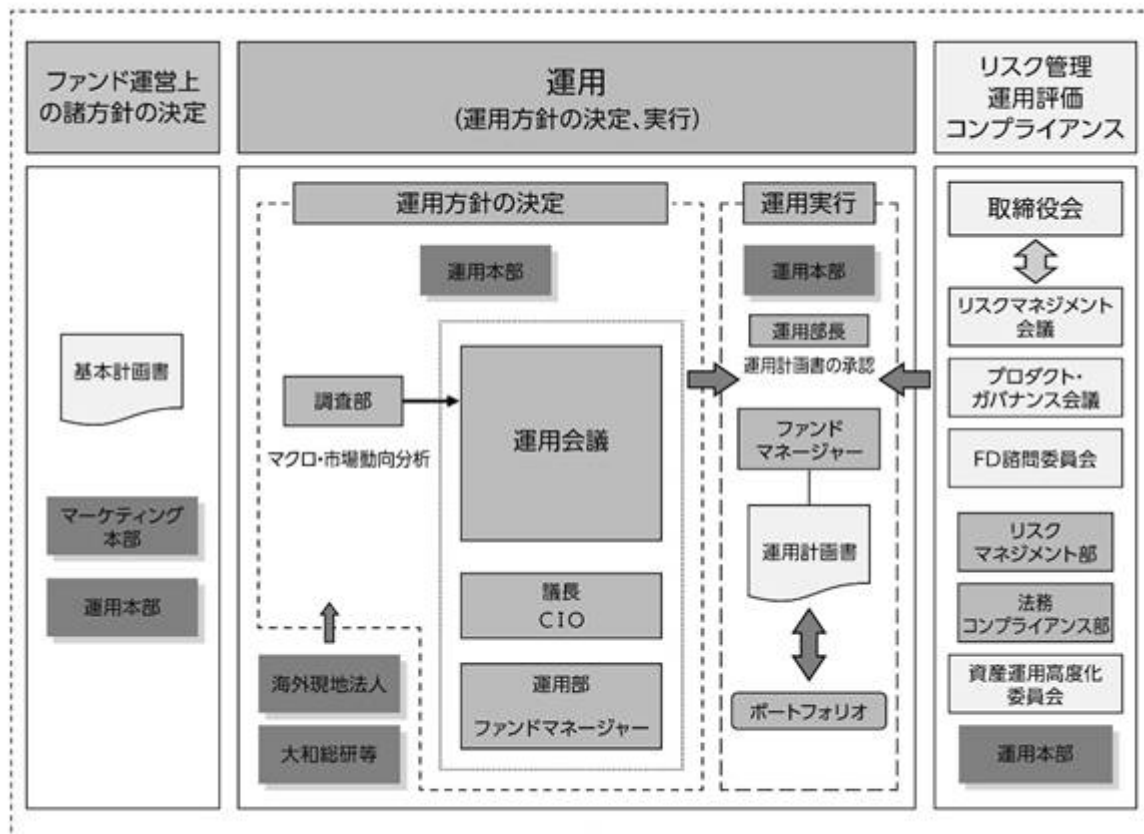 ファンド運営上
の諸方針の決定
運用
(運用方針の決定、実行)
リスク管理
運用評価
コンプライアンス
基本計画書
マーケティング
本部
運用本部
運用方針の決定
運用本部
調査部
マクロ・市場動向分析
運用会議
議長
CIO
運用部
ファンドマネージャー
海外現地法人
大和総研等
運用実行
運用本部
運用部長
運用計画書の承認
ファンド
マネージャー
運用計画書
ポートフォリオ
取締役会
リスクマネジメント
会議
プロダクト・
ガバナンス会議
FD諮問委員会
リスク
マネジメント部
法務
コンプライアンス部
資産運用高度化
委員会
運用本部